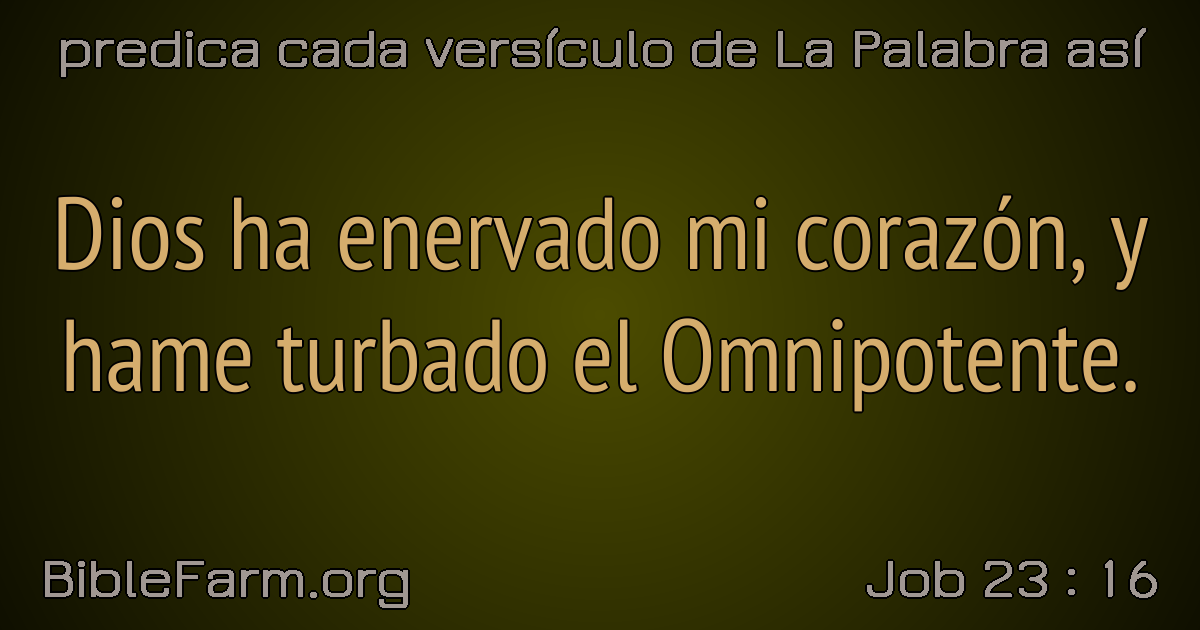 predica cada versículo de La Palabra así
Dios ha enervado mi corazón, y
hame turbado el Omnipotente.
BibleFarm.org
Job 23 : 16